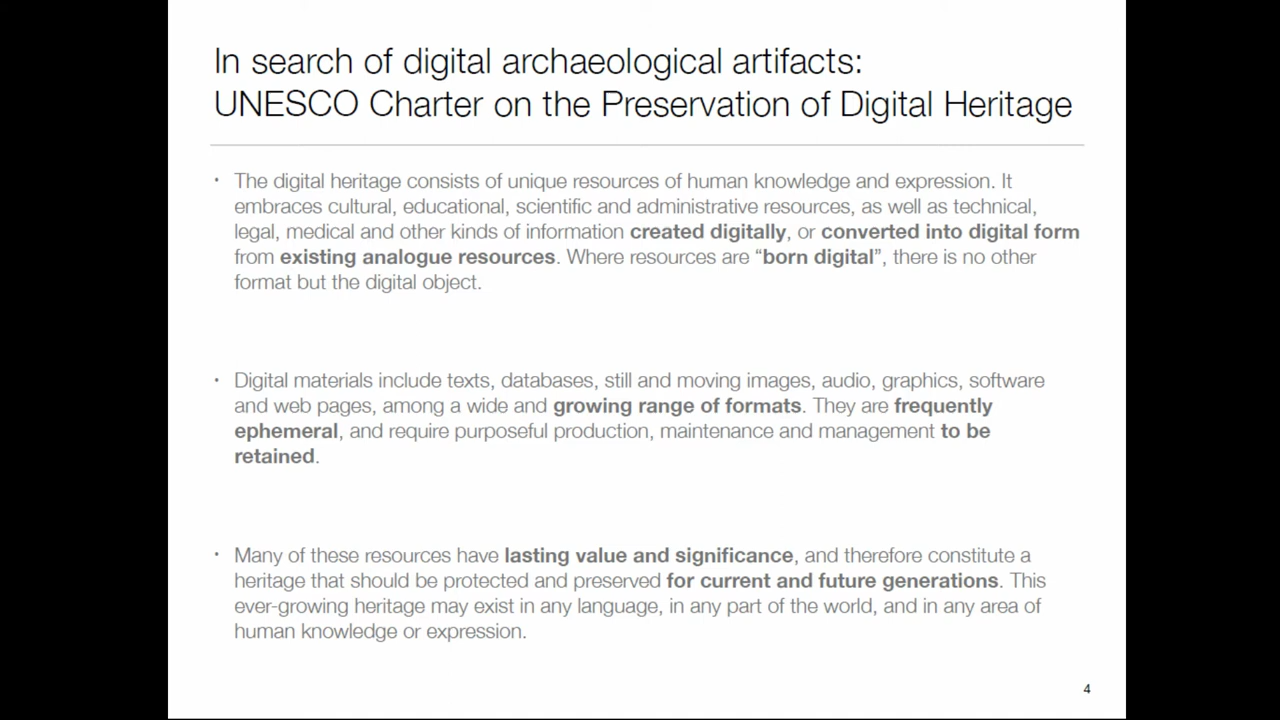 In search of digital archaeological artifacts:
UNESCO Charter on the Preservation of Digital Heritage
• The digital heritage consists of unique resources of human knowledge and expression. It
embraces cultural, educational, scientific and administrative resources, as well as technical,
legal, medical and other kinds of information created digitally, or converted into digital form
from existing analogue resources. Where resources are “born digital”, there is no other
format but the digital object.
• Digital materials include texts, databases, still and moving images, audio, graphics, software
and web pages, among a wide and growing range of formats. They are frequently
ephemeral, and require purposeful production, maintenance and management to be
retained.
• Many of these resources have lasting value and significance, and therefore constitute a
heritage that should be protected and preserved for current and future generations. This
ever-growing heritage may exist in any language, in any part of the world, and in any area of
human knowledge or expression.
4